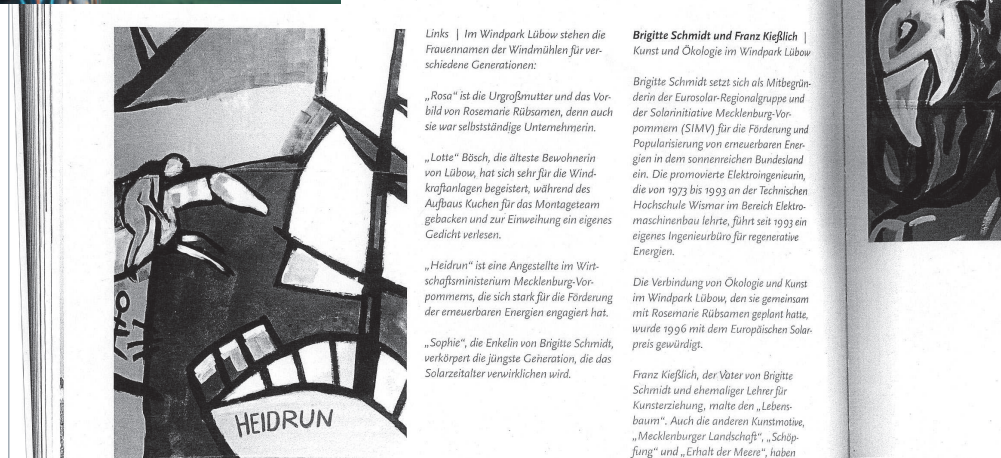 HEIDRUN
Links | Im Windpark Lübow stehen die
Frauennamen der Windmühlen für ver-
schiedene Generationen:
„Rosa“ ist die Urgroßmutter und das Vor-
bild von Rosemarie Rübsamen, denn auch
sie war selbstständige Unternehmerin.
„Lotte“ Bösch, die älteste Bewohnerin
von Lübow, hat sich sehr für die Wind-
kraftanlagen begeistert, während des
Aufbaus Kuchen für das Montageteam
gebacken und zur Einweihung ein eigenes
Gedicht verlesen.
„Heidrun“ ist eine Angestellte im Wirt-
schaftsministerium Mecklenburg-Vor-
pommerns, die sich stark für die Förderung
der erneuerbaren Energien engagiert hat.
„Sophie“, die Enkelin von Brigitte Schmidt,
verkörpert die jüngste Generation, die das
Solarzeitalter verwirklichen wird.
Brigitte Schmidt und Franz Kießlich |
Kunst und Ökologie im Windpark Lübow
Brigitte Schmidt setzt sich als Mitbegrün-
derin der Eurosolar-Regionalgruppe und
der Solarinitiative Mecklenburg-Vor-
pommern (SIMV) für die Förderung und
Popularisierung von erneuerbaren Ener-
gien in dem sonnenreichen Bundesland
ein. Die promovierte Elektroingenieurin,
die von 1973 bis 1993 an der Technischen
Hochschule Wismar im Bereich Elektro-
maschinenbau lehrte, führt seit 1993 ein
eigenes Ingenieurbüro für regenerative
Energien.
Die Verbindung von Ökologie und Kunst
im Windpark Lübow, den sie gemeinsam
mit Rosemarie Rübsamen geplant hatte,
wurde 1996 mit dem Europäischen Solar-
preis gewürdigt.
Franz Kießlich, der Vater von Brigitte
Schmidt und ehemaliger Lehrer für
Kunsterziehung, malte den „Lebens-
baum“. Auch die anderen Kunstmotive,
„Mecklenburger Landschaft“, „Schöp-
fung“ und „Erhalt der Meere“, haben